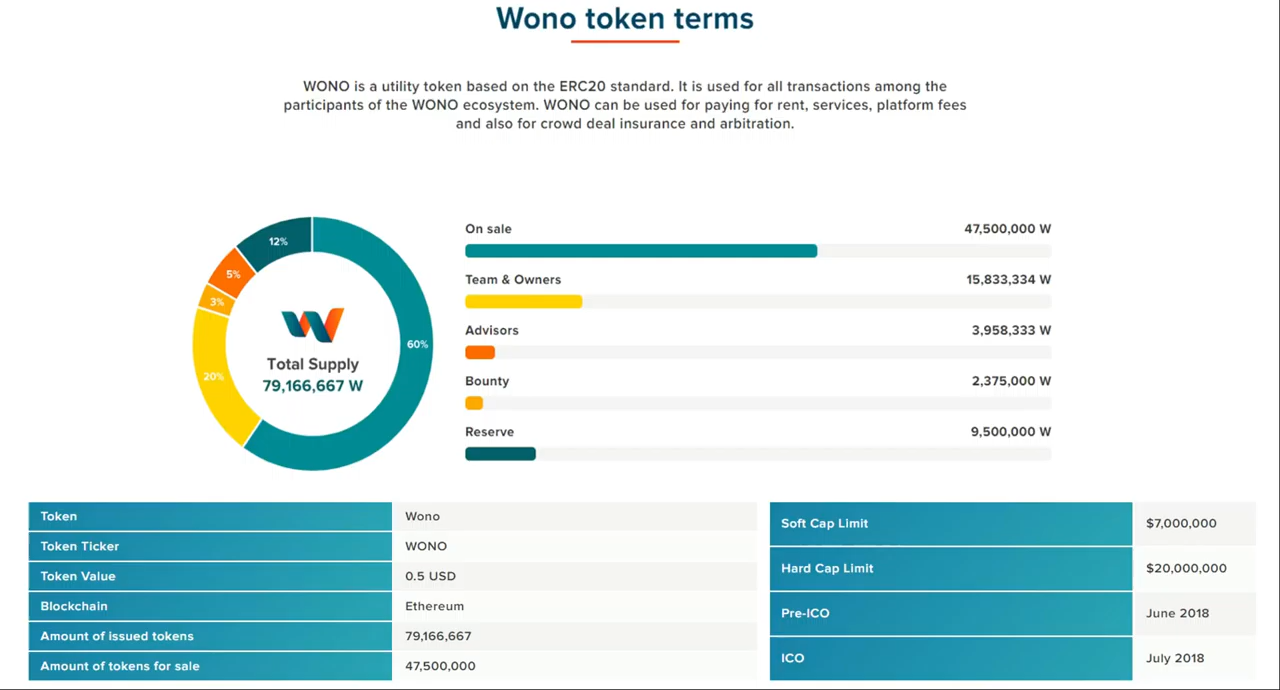 Wono token terms
WONO is a utility token based on the ERC20 standard. It is used for all transactions among the
participants of the WONO ecosystem. WONO can be used for paying for rent, services, platform fees
and also for crowd deal insurance and arbitration.
12%
5%
3%
20%
60%
Total Supply
79,166,667 W
On sale 47,500,000 W
Team & Owners 15,833,334 W
Advisors 3,958,333 W
Bounty 2,375,000 W
Reserve 9,500,000 W
Token Wono
Token Ticker WONO
Token Value 0.5 USD
Blockchain Ethereum
Amount of issued tokens 79,166,667
Amount of tokens for sale 47,500,000
Soft Cap Limit $7,000,000
Hard Cap Limit $20,000,000
Pre-ICO June 2018
ICO July 2018